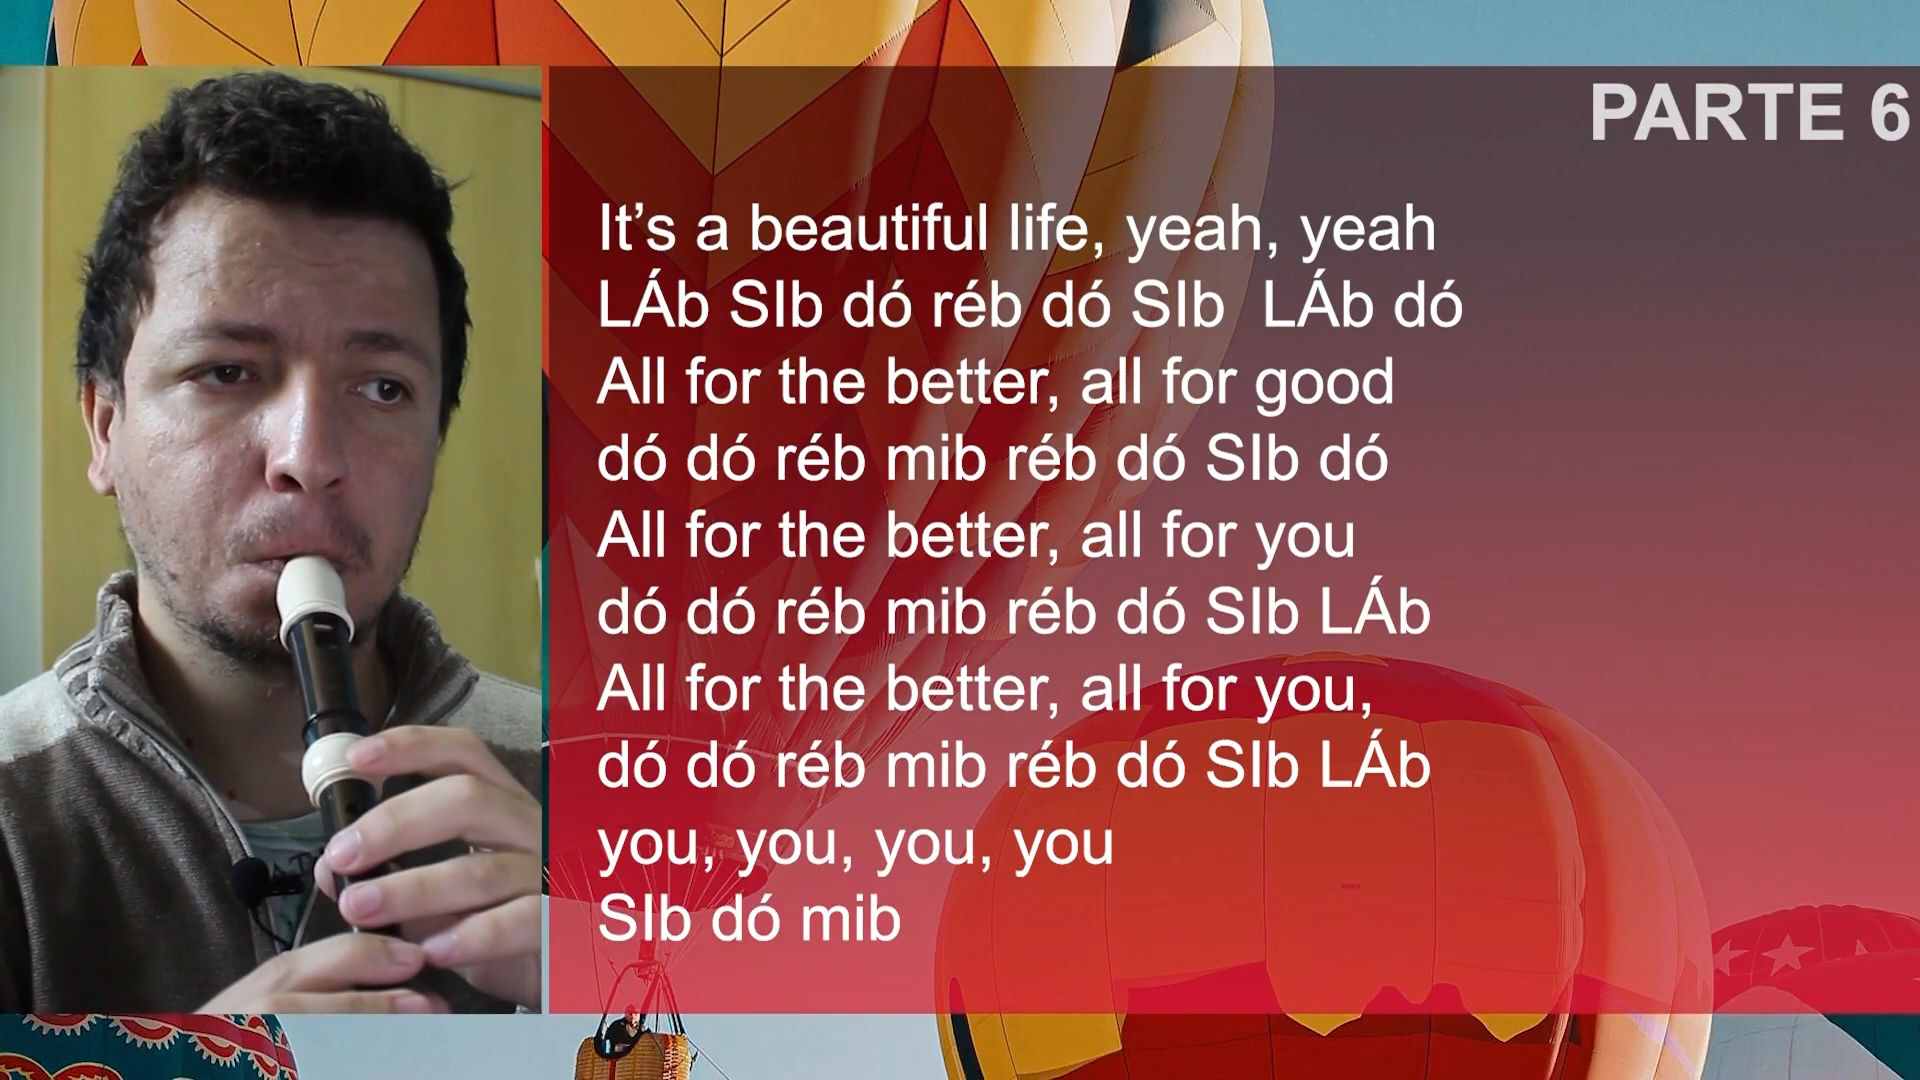 PARTE 6
It’s a beautiful life, yeah, yeah
LÁb SIb dó réb dó SIb  LÁb dó
All for the better, all for good
dó dó réb mib réb dó SIb dó
All for the better, all for you
dó dó réb mib réb dó SIb LÁb
All for the better, all for you,
dó dó réb mib réb dó SIb LÁb
you, you, you, you
SIb dó mib